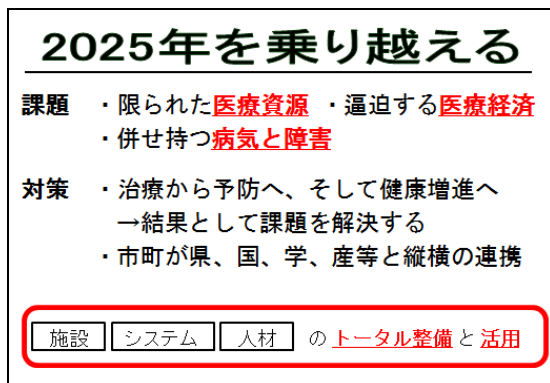 2025年を乗り越える
課題 ・限られた医療資源 ・逼迫する医療経済
・併せ持つ病気と障害
対策 ・治療から予防へ、そして健康増進へ
→結果として課題を解決する
・市町が県、国、学、産等と縦横の連携
施設 システム 人材 の トータル整備 と 活用